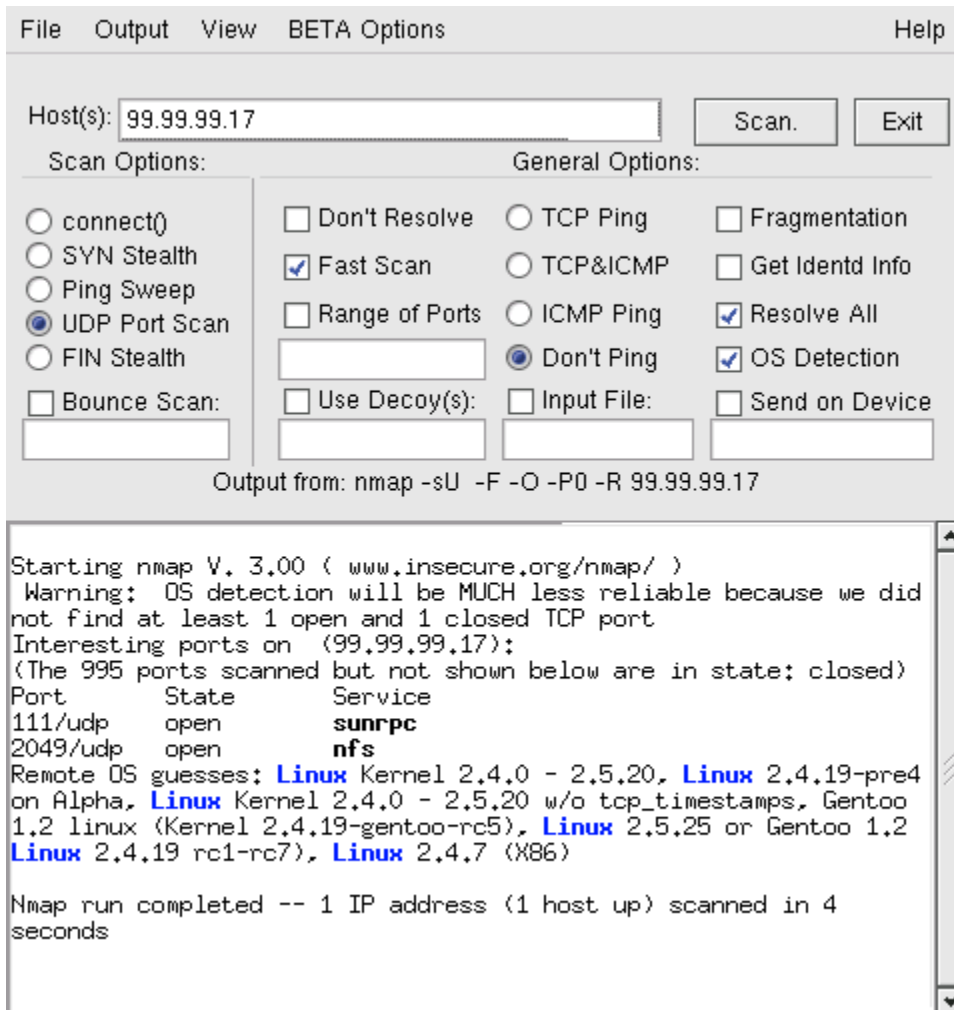 File Output View BETA Options Help
Host(s): 99.99.99.17 Scan. Exit
Scan Options: General Options:
connect() Don't Resolve TCP Ping Fragmentation
SYN Stealth Fast Scan TCP&ICMP Get Identd Info
Ping Sweep Range of Ports ICMP Ping Resolve All
UDP Port Scan Don't Ping OS Detection
FIN Stealth
Bounce Scan: Use Decoy(s): Input File: Send on Device
Output from: nmap -sU -F -O -P0 -R 99.99.99.17
Starting nmap V. 3.00 ( www.insecure.org/nmap/ )
Warning: OS detection will be MUCH less reliable because we did
not find at least 1 open and 1 closed TCP port
Interesting ports on (99.99.99.17):
(The 995 ports scanned but not shown below are in state: closed)
Port State Service
111/udp open sunrpc
2049/udp open nfs
Remote OS guesses: Linux Kernel 2.4.0 - 2.5.20, Linux 2.4.19-pre4
on Alpha, Linux Kernel 2.4.0 - 2.5.20 w/o tcp_timestamps, Gentoo
1.2 linux (Kernel 2.4.19-gentoo-rc5), Linux 2.5.25 or Gentoo 1.2
Linux 2.4.19 rc1-rc7), Linux 2.4.7 (X86)
Nmap run completed -- 1 IP address (1 host up) scanned in 4
seconds